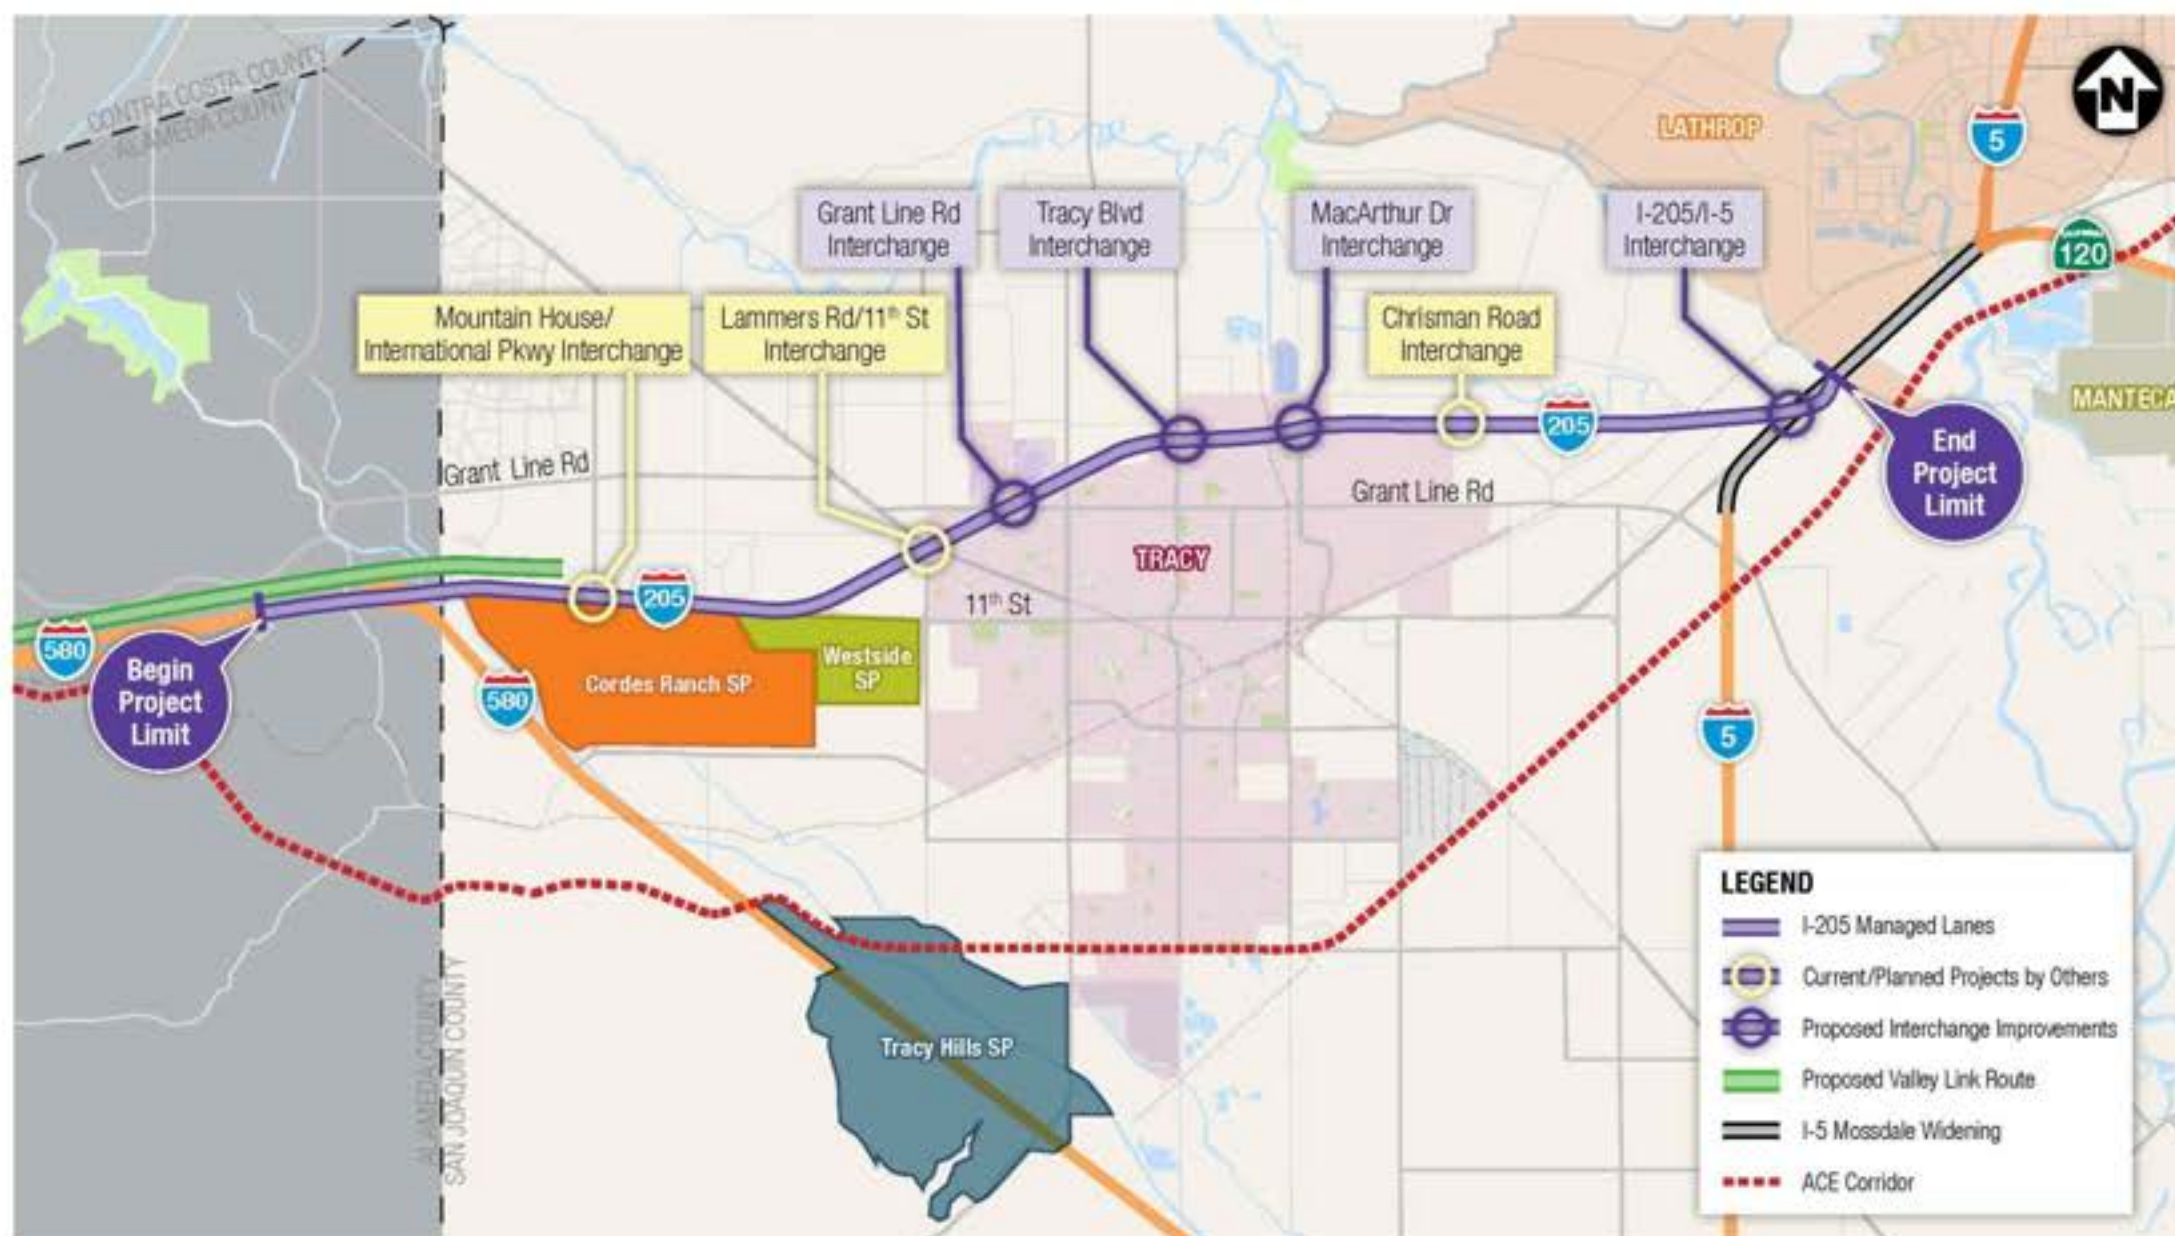 CONTRA COSTA COUNTY
ALAMEDA COUNTY
LATHROP
5
N
120
Grant Line Rd
Interchange
Tracy Blvd
Interchange
MacArthur Dr
Interchange
I-205/I-5
Interchange
Mountain House/
International Pkwy Interchange
Lammers Rd/11th St
Interchange
Chrisman Road
Interchange
MANTECA
205
Grant Line Rd
Grant Line Rd
End
Project
Limit
TRACY
205
11th St
580
Begin
Project
Limit
580
Cordes Ranch SP
Westside
SP
5
Tracy Hills SP
ALAMEDA COUNTY
SAN JOAQUIN COUNTY
LEGEND
I-205 Managed Lanes
Current/Planned Projects by Others
Proposed Interchange Improvements
Proposed Valley Link Route
I-5 Mossdale Widening
ACE Corridor